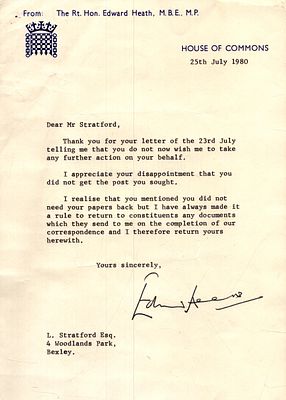 From: The Rt. Hon. Edward Heath, M.B.E., M.P.
HOUSE OF COMMONS
25th July 1980
Dear Mr Stratford,
Thank you for your letter of the 23rd July
telling me that you do not now wish me to take
any further action on your behalf.
I appreciate your disappointment that you
did not get the post you sought.
I realise that you mentioned you did not
need your papers back but I have always made it
a rule to return to constituents any documents
which they send to me on the completion of our
correspondence and I therefore return yours
herewith.
Yours sincerely,
L. Stratford Esq.
4 Woodlands Park,
Bexley.